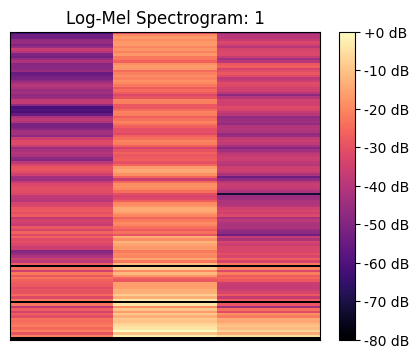 Log-Mel Spectrogram: 1
+0 dB
-10 dB
-20 dB
-30 dB
-40 dB
-50 dB
-60 dB
-70 dB
-80 dB